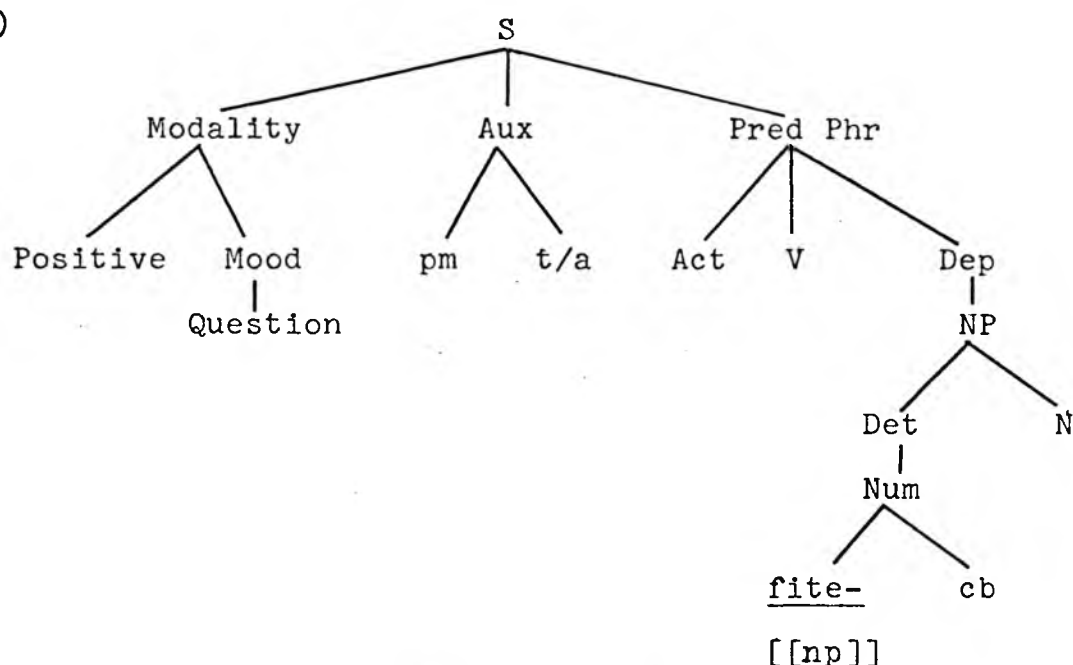 )
S
Modality Aux Pred Phr
Positive Mood pm t/a Act V Dep
Question NP
Det N
Num
fite- cb
[[np]]